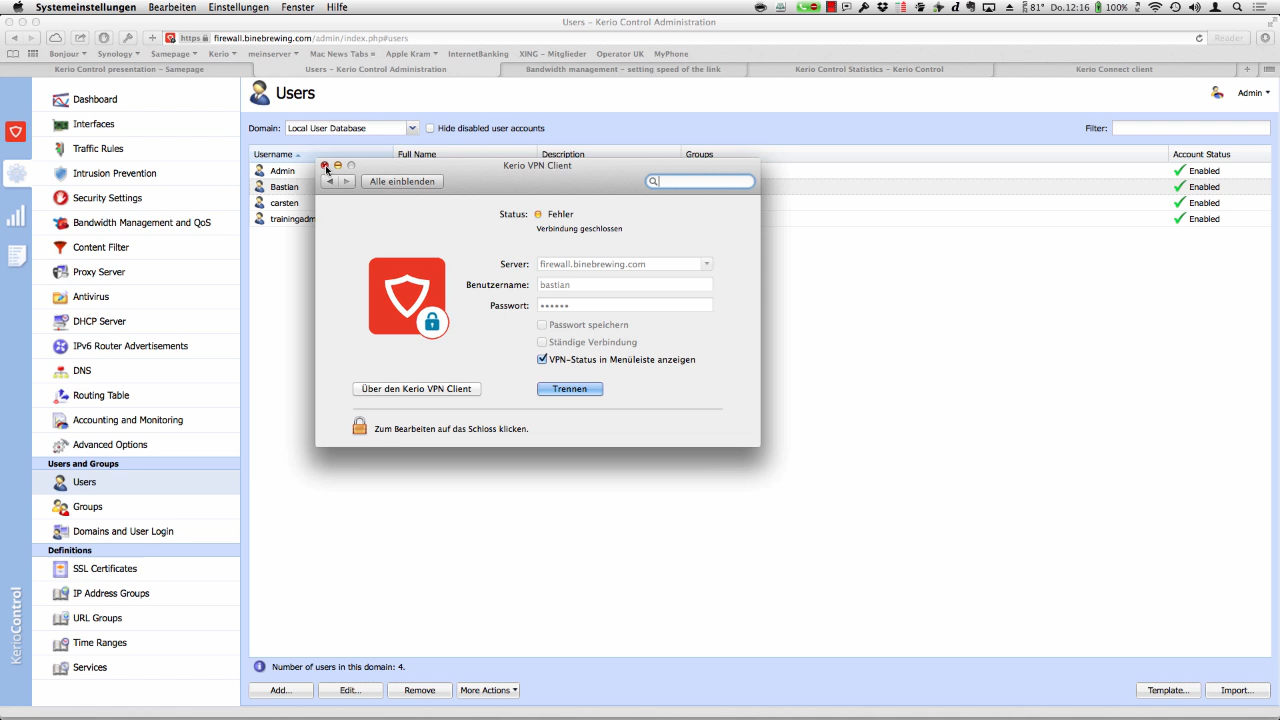 Systemeinstellungen Bearbeiten Einstellungen Fenster Hilfe 81° Do.12:16 100%
Users – Kerio Control Administration
https firewall.binebrewing.com/admin/index.php#users Reader
Bonjour Synology Samepage Kerio meinserver Mac News Tabs Apple Kram InternetBanking XING - Mitglieder Operator UK MyPhone
Kerio Control presentation – Samepage Users – Kerio Control Administration Bandwidth management – setting speed of the link Kerio Control Statistics – Kerio Control Kerio Connect client
Users Admin
Domain: Local User Database Hide disabled user accounts Filter:
Username Full Name Description Groups Account Status
Admin Enabled
Bastian Enabled
carsten Enabled
trainingadm Enabled
Dashboard
Interfaces
Traffic Rules
Intrusion Prevention
Security Settings
Bandwidth Management and QoS
Content Filter
Proxy Server
Antivirus
DHCP Server
IPv6 Router Advertisements
DNS
Routing Table
Accounting and Monitoring
Advanced Options
Users and Groups
Users
Groups
Domains and User Login
Definitions
SSL Certificates
IP Address Groups
URL Groups
Time Ranges
Services
KerioControl
Kerio VPN Client
Alle einblenden
Status: Fehler
Verbindung geschlossen
Server: firewall.binebrewing.com
Benutzername: bastian
Passwort: ••••••
Passwort speichern
Ständige Verbindung
VPN-Status in Menüleiste anzeigen
Über den Kerio VPN Client Trennen
Zum Bearbeiten auf das Schloss klicken.
Number of users in this domain: 4.
Add... Edit... Remove More Actions Template... Import...